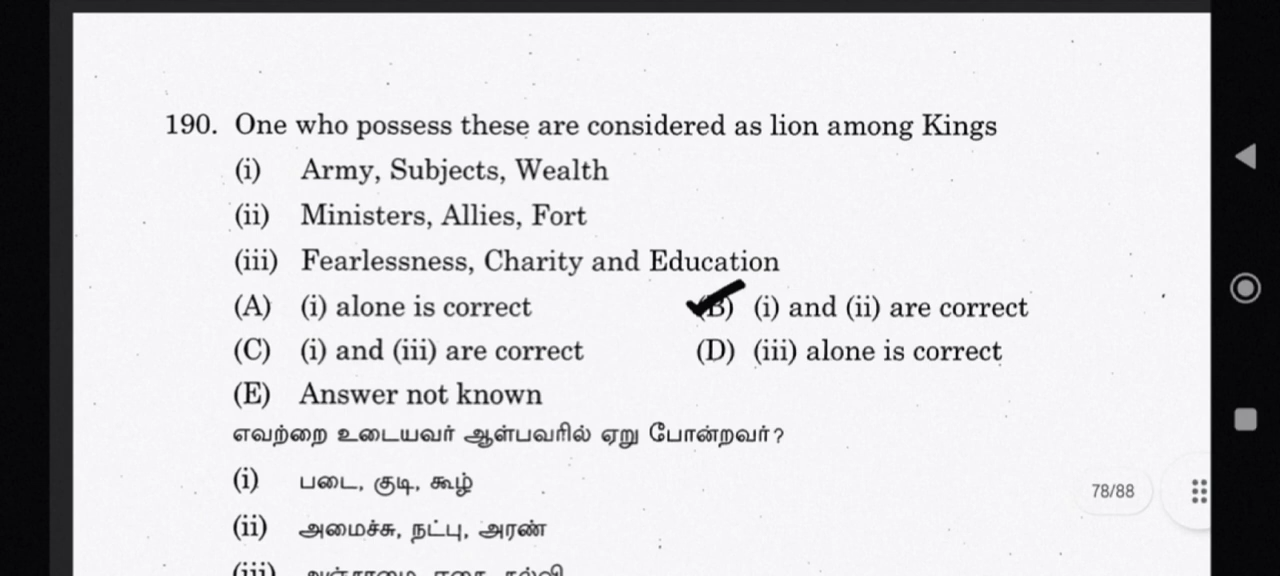 190. One who possess these are considered as lion among Kings
(i) Army, Subjects, Wealth
(ii) Ministers, Allies, Fort
(iii) Fearlessness, Charity and Education
(A) (i) alone is correct (B) (i) and (ii) are correct
(C) (i) and (iii) are correct (D) (iii) alone is correct
(E) Answer not known
எவற்றை உடையவர் ஆள்பவரில் ஏறு போன்றவர்?
(i) படை, குடி, கூழ்
78/88
(ii) அமைச்சு, நட்பு, அரண்
(iii)